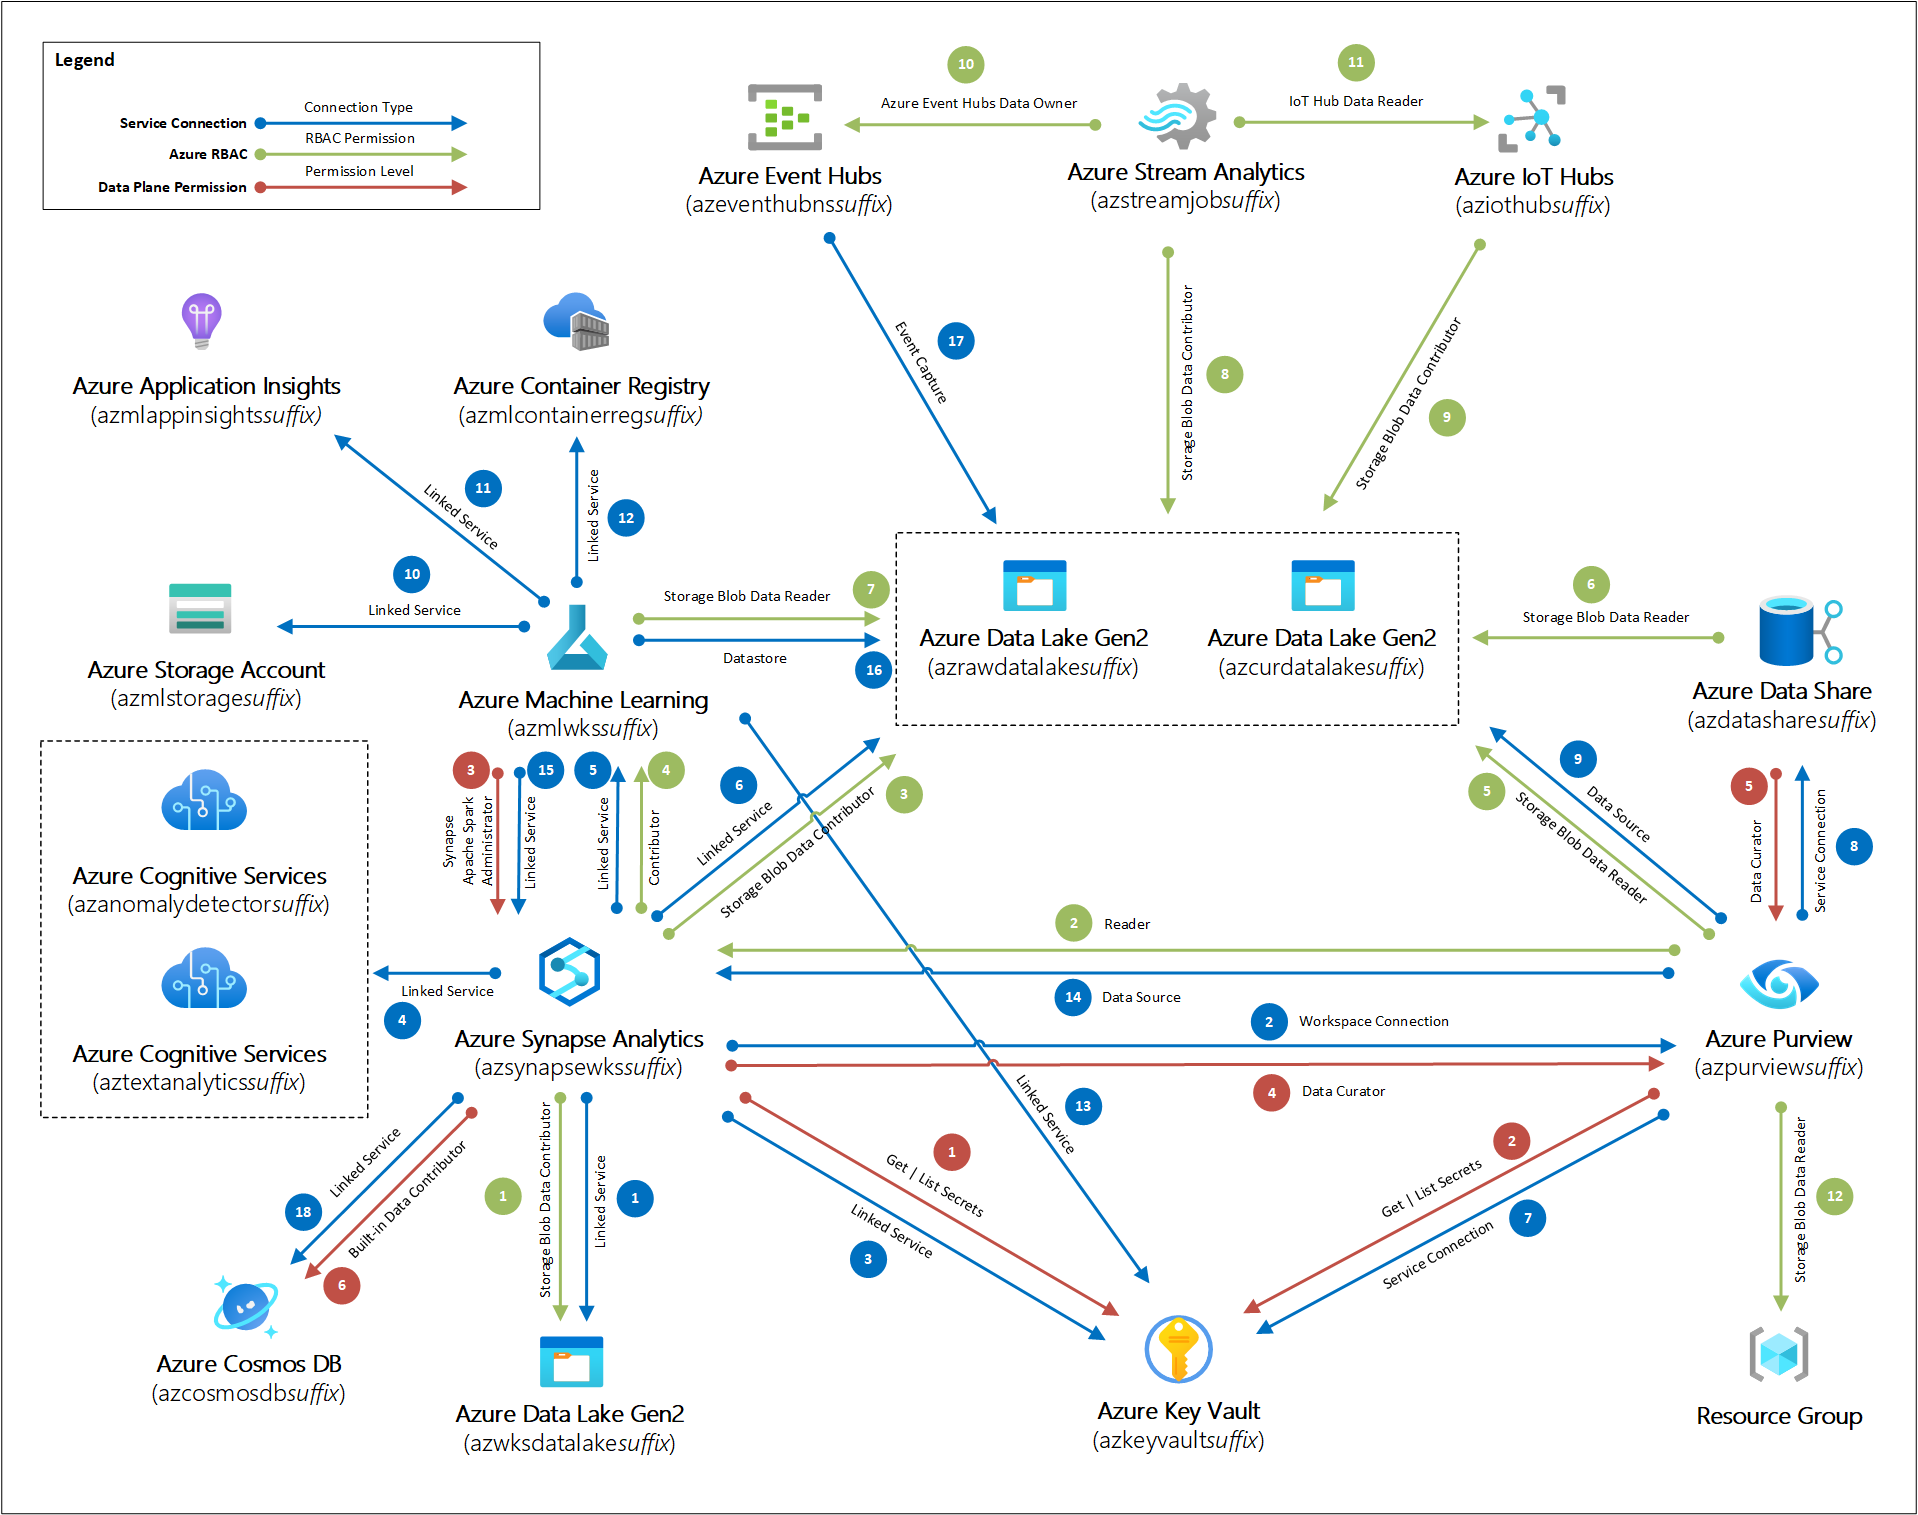 Legend
Connection Type
Service Connection
RBAC Permission
Azure RBAC
Permission Level
Data Plane Permission
10
Azure Event Hubs Data Owner
11
IoT Hub Data Reader
Azure Event Hubs
(azeventhubnssuffix)
Azure Stream Analytics
(azstreamjobsuffix)
Azure IoT Hubs
(aziothubsuffix)
Event Capture
17
Storage Blob Data Contributor
8
Storage Blob Data Contributor
9
Azure Application Insights
(azmlappinsightssuffix)
Azure Container Registry
(azmlcontainerregsuffix)
Linked Service
11
Linked Service
12
10
Linked Service
Azure Storage Account
(azmlstoragesuffix)
Azure Machine Learning
(azmlwkssuffix)
Storage Blob Data Reader
7
Datastore
16
Azure Data Lake Gen2
(azrawdatalakesuffix)
Azure Data Lake Gen2
(azcurdatalakesuffix)
6
Storage Blob Data Reader
Azure Data Share
(azdatasharesuffix)
3
Synapse
Apache Spark
Administrator
15
Linked Service
5
Linked Service
4
Contributor
6
Linked Service
3
Storage Blob Data Contributor
9
Data Source
5
Storage Blob Data Reader
5
Data Curator
8
Service Connection
Azure Cognitive Services
(azanomalydetectorsuffix)
Azure Cognitive Services
(aztextanalyticssuffix)
Linked Service
4
2
Reader
14
Data Source
2
Workspace Connection
4
Data Curator
Azure Synapse Analytics
(azsynapsewkssuffix)
Azure Purview
(azpurviewsuffix)
Linked Service
13
Linked Service
18
Built-in Data Contributor
6
Storage Blob Data Contributor
1
Linked Service
1
1
Get | List Secrets
Linked Service
3
2
Get | List Secrets
7
Service Connection
Storage Blob Data Reader
12
Azure Cosmos DB
(azcosmosdbsuffix)
Azure Data Lake Gen2
(azwksdatalakesuffix)
Azure Key Vault
(azkeyvaultsuffix)
Resource Group